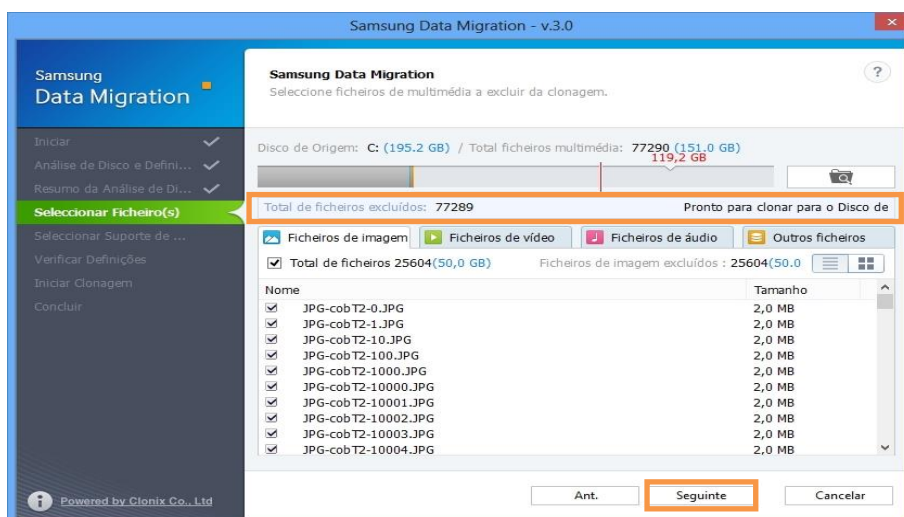 Samsung Data Migration - v.3.0
Samsung
Data Migration
Samsung Data Migration
Seleccione ficheiros de multimédia a excluir da clonagem.
?
Iniciar
Análise de Disco e Defini...
Resumo da Análise de Di...
Seleccionar Ficheiro(s)
Seleccionar Suporte de ...
Verificar Definições
Iniciar Clonagem
Concluir
Disco de Origem: C: (195.2 GB) / Total ficheiros multimédia: 77290 (151.0 GB)
119,2 GB
Total de ficheiros excluídos: 77289 Pronto para clonar para o Disco de
Ficheiros de imagem Ficheiros de vídeo Ficheiros de áudio Outros ficheiros
Total de ficheiros 25604(50,0 GB) Ficheiros de imagem excluídos : 25604(50.0
Nome Tamanho
JPG-cobT2-0.JPG 2,0 MB
JPG-cobT2-1.JPG 2,0 MB
JPG-cobT2-10.JPG 2,0 MB
JPG-cobT2-100.JPG 2,0 MB
JPG-cobT2-1000.JPG 2,0 MB
JPG-cobT2-10000.JPG 2,0 MB
JPG-cobT2-10001.JPG 2,0 MB
JPG-cobT2-10002.JPG 2,0 MB
JPG-cobT2-10003.JPG 2,0 MB
JPG-cobT2-10004.JPG 2,0 MB
Powered by Clonix Co., Ltd
Ant. Seguinte Cancelar